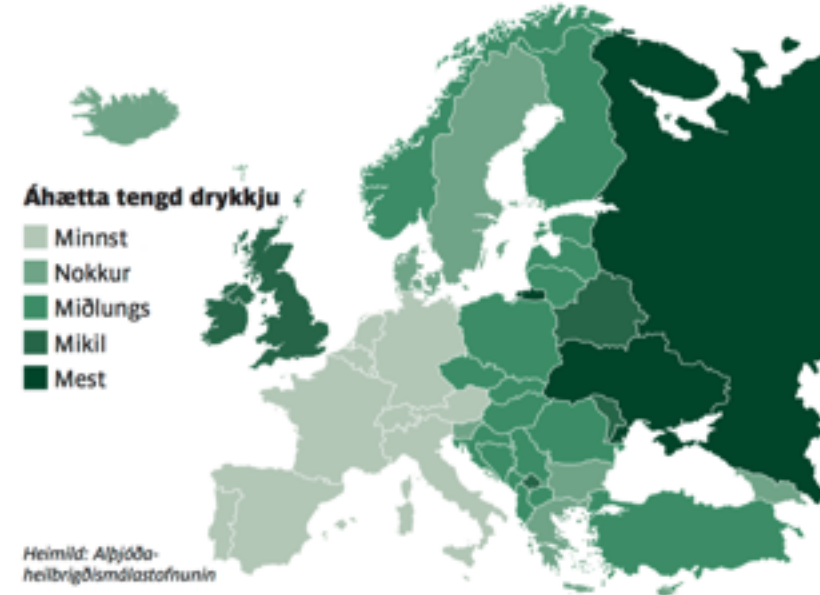 Áhætta tengd drykkju
Minnst
Nokkur
Miðlungs
Mikil
Mest
Heimild: Alþjóða-
heilbrigðismálastofnunin